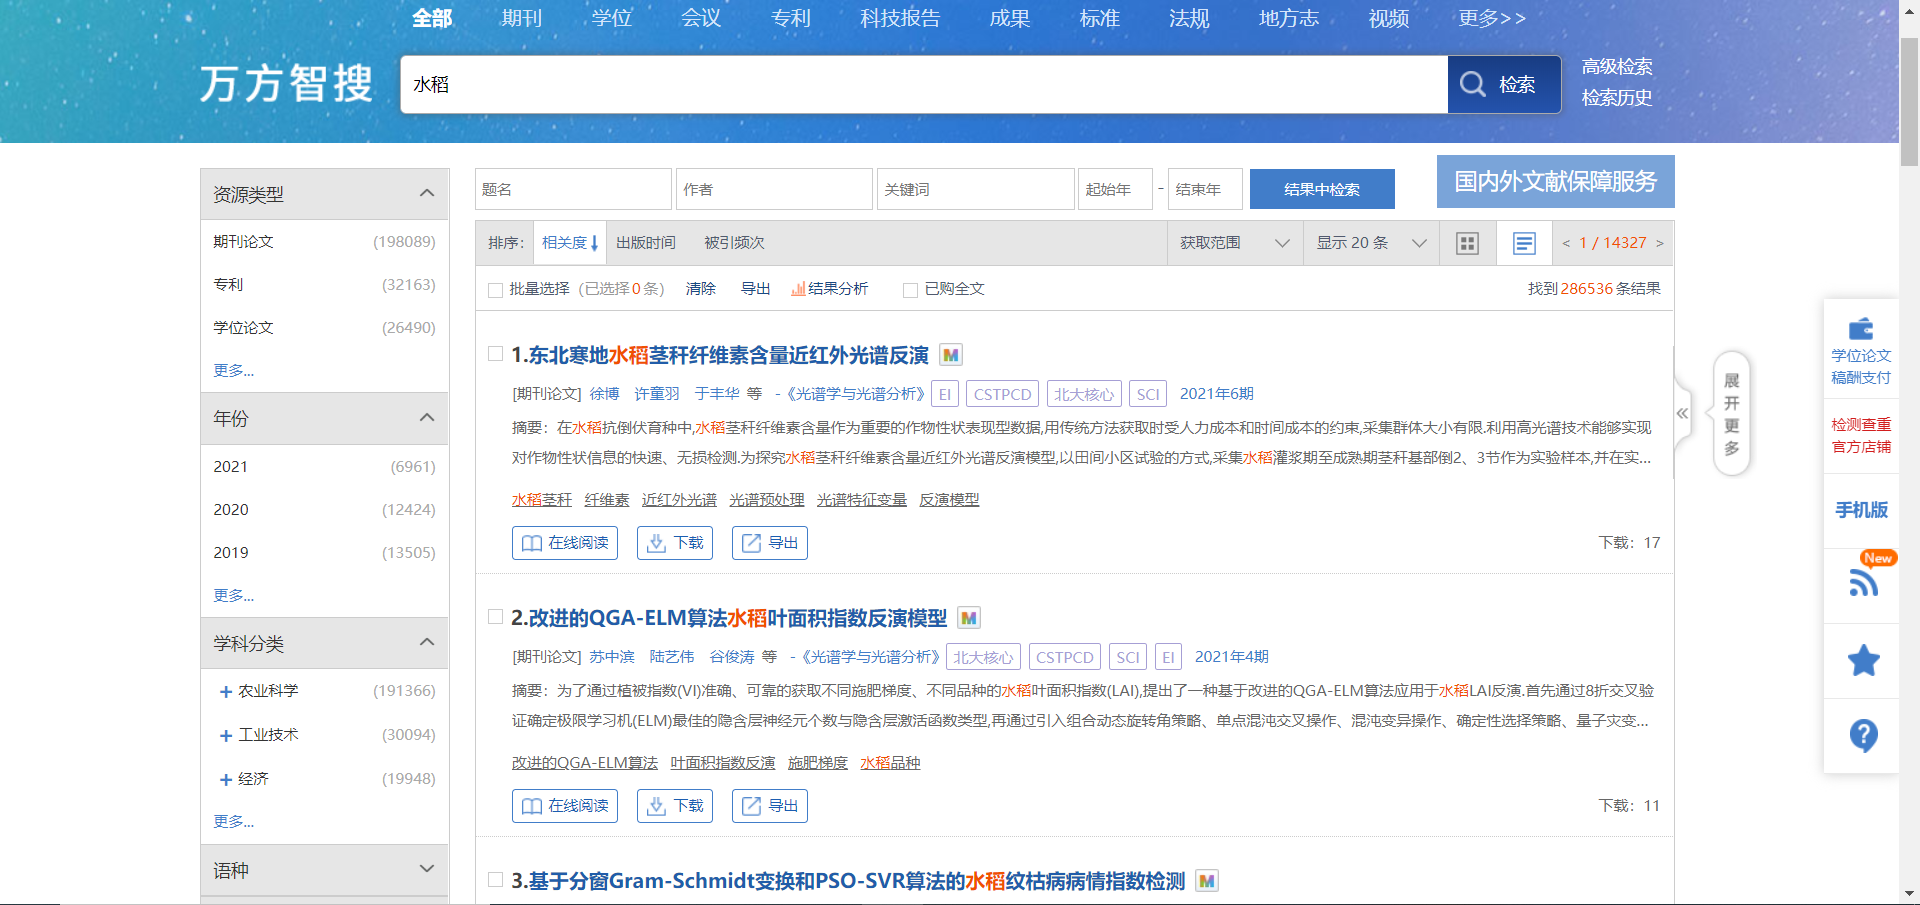 全部 期刊 学位 会议 专利 科技报告 成果 标准 法规 地方志 视频 更多>>
万方智搜
水稻
检索
高级检索
检索历史
资源类型
期刊论文 (198089)
专利 (32163)
学位论文 (26490)
更多...
年份
2021 (6961)
2020 (12424)
2019 (13505)
更多...
学科分类
+ 农业科学 (191366)
+ 工业技术 (30094)
+ 经济 (19948)
更多...
语种
题名 作者 关键词 起始年 - 结束年 结果中检索
国内外文献保障服务
排序: 相关度 出版时间 被引频次 获取范围 显示 20 条 < 1 / 14327 >
批量选择 (已选择 0 条) 清除 导出 结果分析 已购全文 找到 286536 条结果
1.东北寒地水稻茎秆纤维素含量近红外光谱反演 M
[期刊论文] 徐博 许童羽 于丰华 等 -《光谱学与光谱分析》 EI CSTPCD 北大核心 SCI 2021年6期
摘要：在水稻抗倒伏育种中,水稻茎秆纤维素含量作为重要的作物性状表现型数据,用传统方法获取时受人力成本和时间成本的约束,采集群体大小有限.利用高光谱技术能够实现
对作物性状信息的快速、无损检测.为探究水稻茎秆纤维素含量近红外光谱反演模型,以田间小区试验的方式,采集水稻灌浆期至成熟期茎秆基部倒2、3节作为实验样本,并在实...
水稻茎秆 纤维素 近红外光谱 光谱预处理 光谱特征变量 反演模型
在线阅读 下载 导出 下载：17
2.改进的QGA-ELM算法水稻叶面积指数反演模型 M
[期刊论文] 苏中滨 陆艺伟 谷俊涛 等 -《光谱学与光谱分析》 北大核心 CSTPCD SCI EI 2021年4期
摘要：为了通过植被指数(VI)准确、可靠的获取不同施肥梯度、不同品种的水稻叶面积指数(LAI),提出了一种基于改进的QGA-ELM算法应用于水稻LAI反演.首先通过8折交叉验
证确定极限学习机(ELM)最佳的隐含层神经元个数与隐含层激活函数类型,再通过引入组合动态旋转角策略、单点混沌交叉操作、混沌变异操作、确定性选择策略、量子灾变...
改进的QGA-ELM算法 叶面积指数反演 施肥梯度 水稻品种
在线阅读 下载 导出 下载：11
3.基于分窗Gram-Schmidt变换和PSO-SVR算法的水稻纹枯病病情指数检测 M
«
展
开
更
多
学位论文
稿酬支付
检测查重
官方店铺
手机版
New